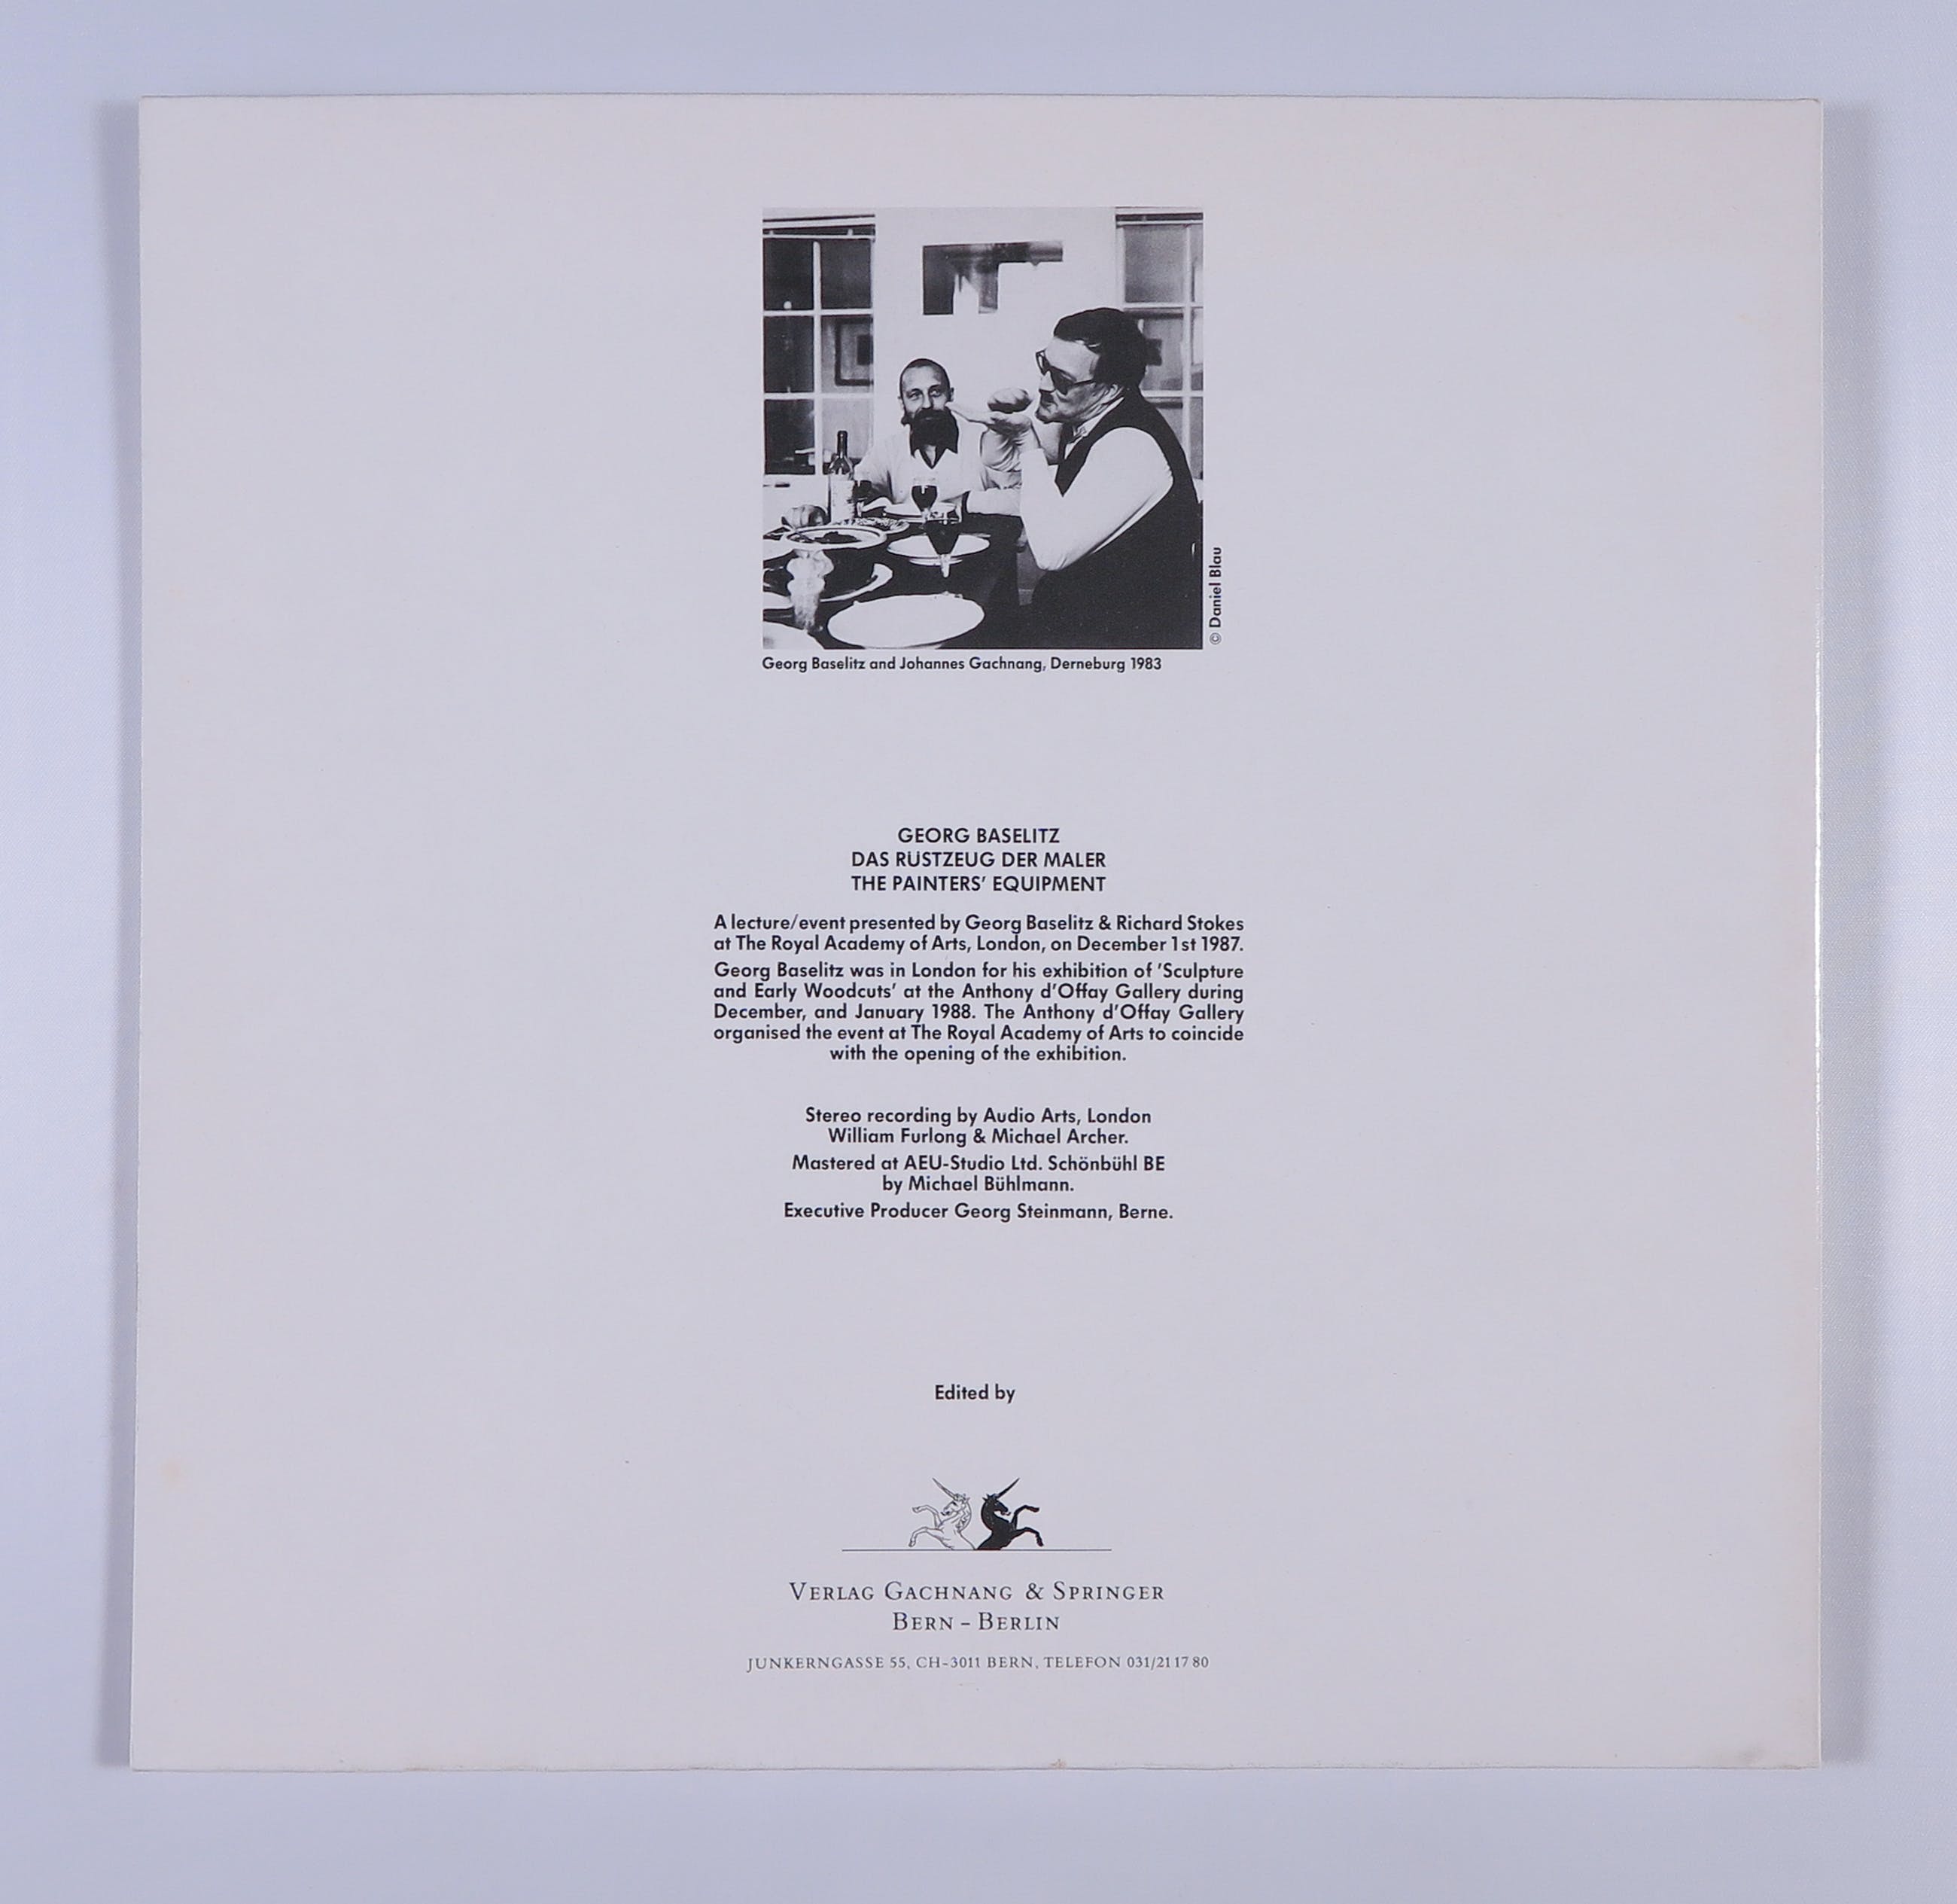 © Daniel Blau
Georg Baselitz and Johannes Gachnang, Derneburg 1983
GEORG BASELITZ
DAS RÜSTZEUG DER MALER
THE PAINTERS’ EQUIPMENT
A lecture/event presented by Georg Baselitz & Richard Stokes
at The Royal Academy of Arts, London, on December 1st 1987.
Georg Baselitz was in London for his exhibition of ’Sculpture
and Early Woodcuts’ at the Anthony d’Offay Gallery during
December, and January 1988. The Anthony d’Offay Gallery
organised the event at The Royal Academy of Arts to coincide
with the opening of the exhibition.
Stereo recording by Audio Arts, London
William Furlong & Michael Archer.
Mastered at AEU-Studio Ltd. Schönbühl BE
by Michael Bühlmann.
Executive Producer Georg Steinmann, Berne.
Edited by
VERLAG GACHNANG & SPRINGER
BERN – BERLIN
JUNKERNGASSE 55, CH-3011 BERN, TELEFON 031/21 17 80